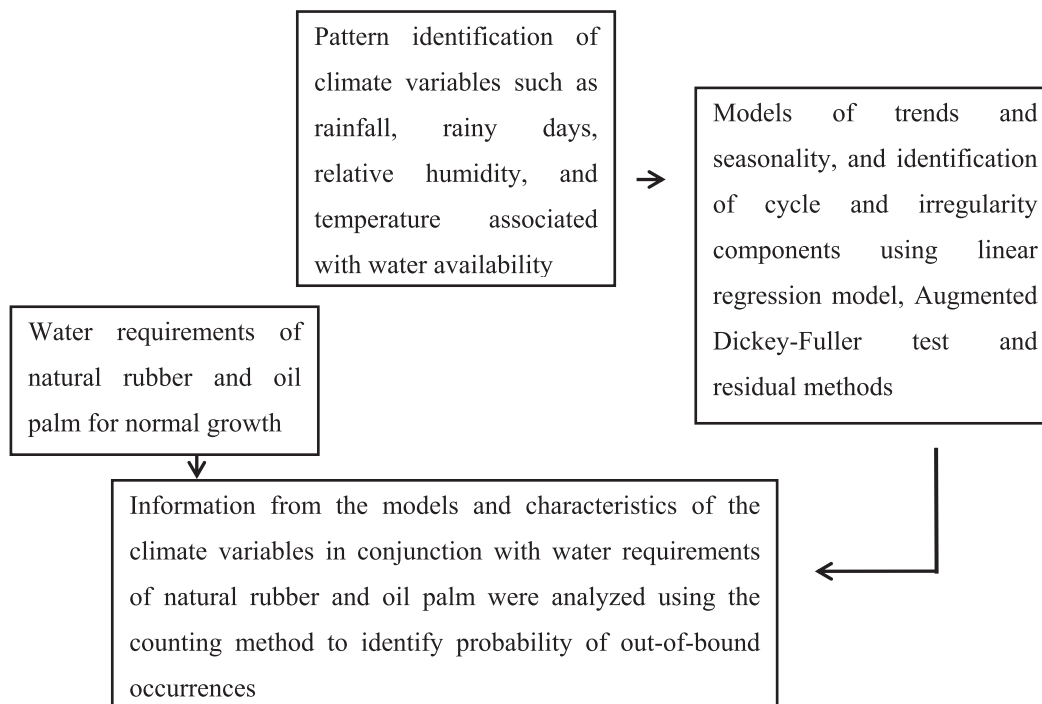 Pattern identification of
climate variables such as
rainfall, rainy days,
relative humidity, and
temperature associated
with water availability
Models of trends and
seasonality, and identification
of cycle and irregularity
components using linear
regression model, Augmented
Dickey-Fuller test and
residual methods
Water requirements of
natural rubber and oil
palm for normal growth
Information from the models and characteristics of the
climate variables in conjunction with water requirements
of natural rubber and oil palm were analyzed using the
counting method to identify probability of out-of-bound
occurrences